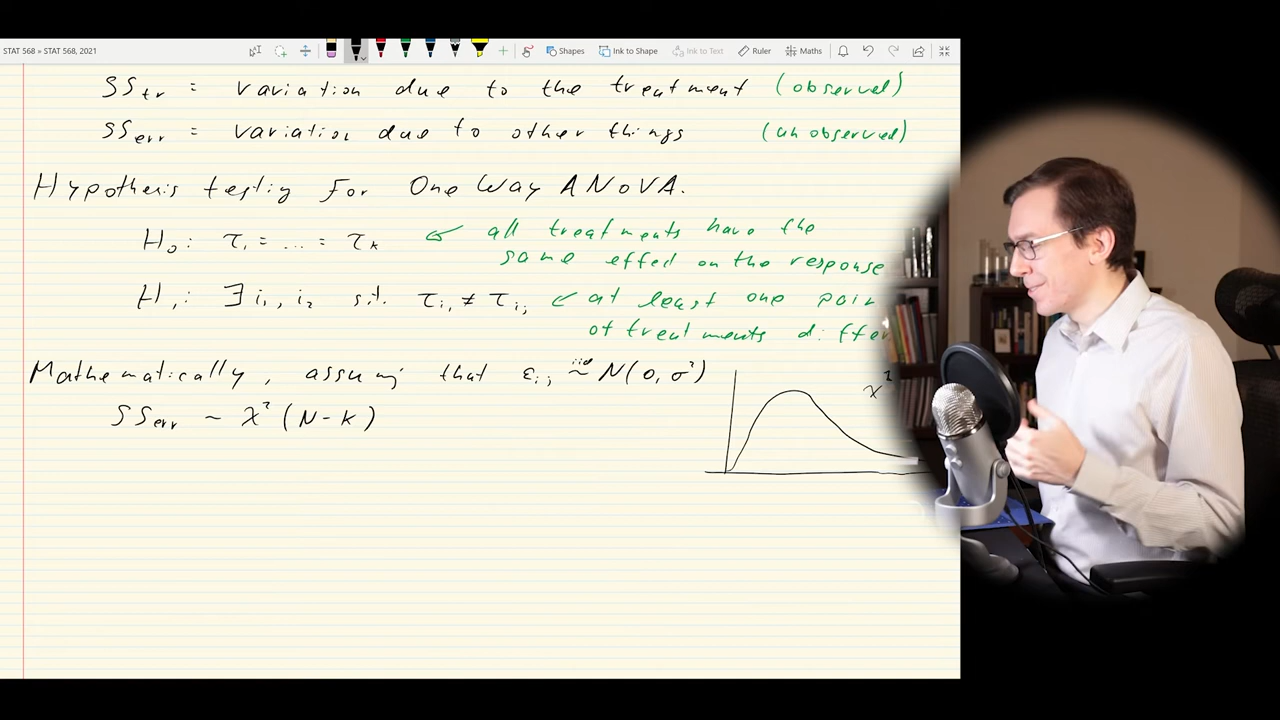 STAT 568 » STAT 568, 2021
Shapes Ink to Shape Ink to Text Ruler Maths
SS_tr = variation due to the treatment (observed)
SS_err = variation due to other things (unobserved)
Hypothesis testing for One Way ANOVA.
H₀: τ₁ = ... = τ_k ← all treatments have the
same effect on the response
H₁: ∃ i₁, i₂ s.t. τ_i₁ ≠ τ_i₂ ← at least one pair
of treatments differ
Mathematically, assuming that ε_ij iid~ N(0, σ²)
χ²
SS_err ~ χ² (N-k)